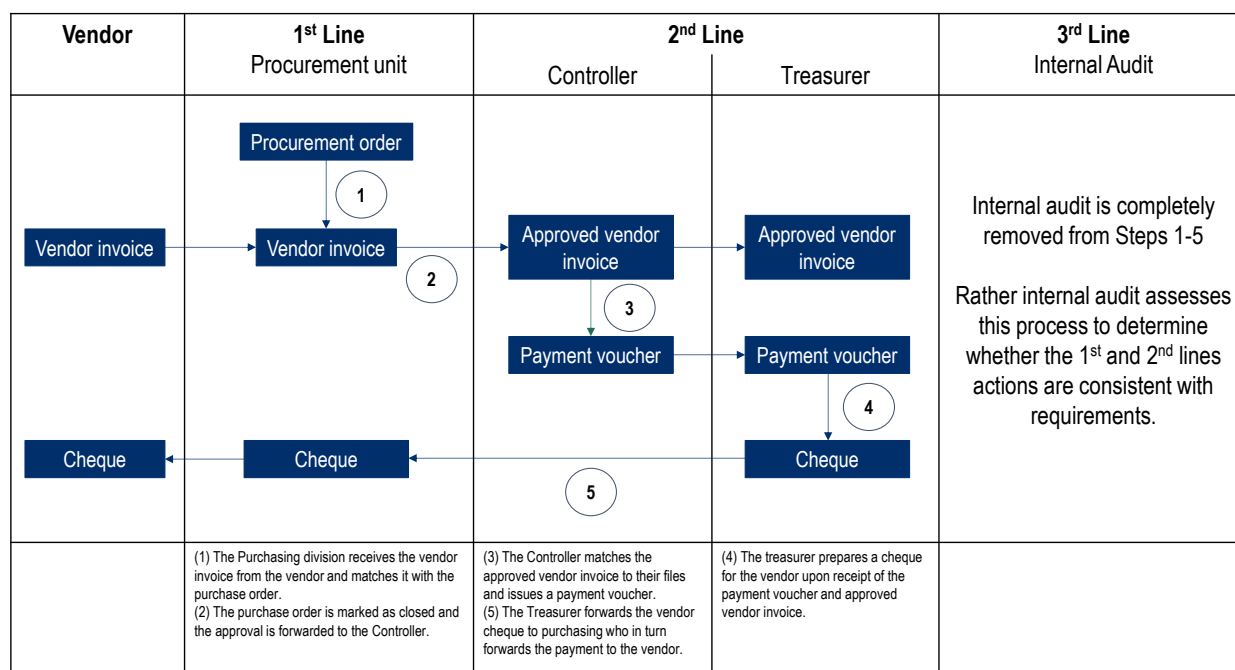 Vendor
1st Line
Procurement unit
2nd Line
Controller
Treasurer
3rd Line
Internal Audit
Procurement order
1
Vendor invoice
Vendor invoice
2
Approved vendor
invoice
Approved vendor
invoice
3
Payment voucher
Payment voucher
4
Cheque
Cheque
Cheque
5
Internal audit is completely
removed from Steps 1-5
Rather internal audit assesses
this process to determine
whether the 1st and 2nd lines
actions are consistent with
requirements.
(1) The Purchasing division receives the vendor
invoice from the vendor and matches it with the
purchase order.
(2) The purchase order is marked as closed and
the approval is forwarded to the Controller.
(3) The Controller matches the
approved vendor invoice to their files
and issues a payment voucher.
(5) The Treasurer forwards the vendor
cheque to purchasing who in turn
forwards the payment to the vendor.
(4) The treasurer prepares a cheque
for the vendor upon receipt of the
payment voucher and approved
vendor invoice.